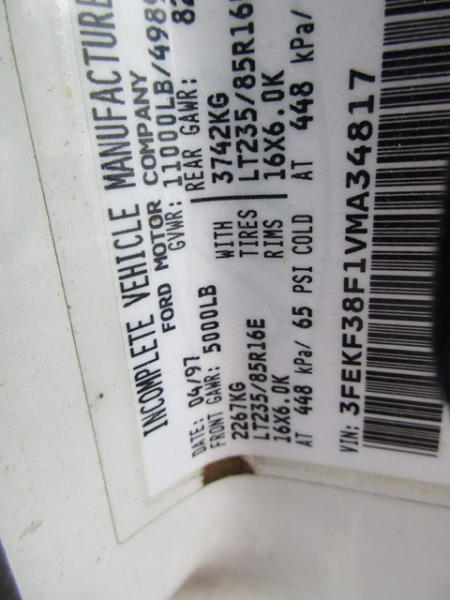 INCOMPLETE VEHICLE MANUFACTURE
FORD MOTOR COMPANY
DATE: 04/97 GVWR: 11000LB/4989
FRONT GAWR: 5000LB REAR GAWR: 82
2267KG WITH 3742KG
LT235/85R16E TIRES LT235/85R16
16X6.0K RIMS 16X6.0K
AT 448 kPa/ 65 PSI COLD AT 448 kPa/
VIN: 3FEKF38F1VMA34817